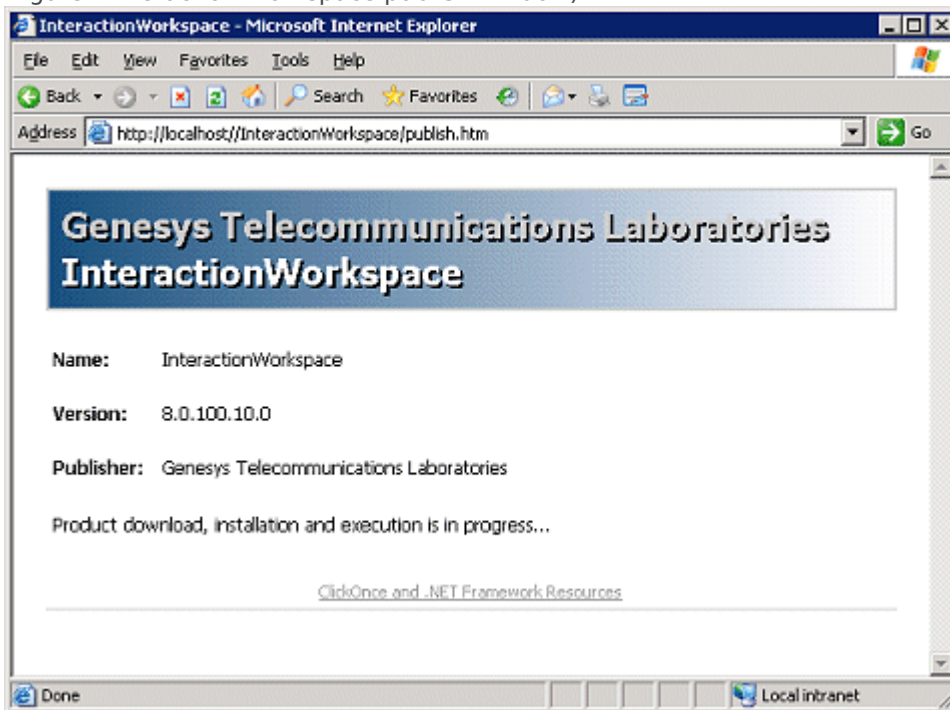 InteractionWorkspace - Microsoft Internet Explorer
File Edit View Favorites Tools Help
Back Search Favorites
Address http://localhost//InteractionWorkspace/publish.htm Go
Genesys Telecommunications Laboratories
InteractionWorkspace
Name: InteractionWorkspace
Version: 8.0.100.10.0
Publisher: Genesys Telecommunications Laboratories
Product download, installation and execution is in progress...
ClickOnce and .NET Framework Resources
Done Local intranet